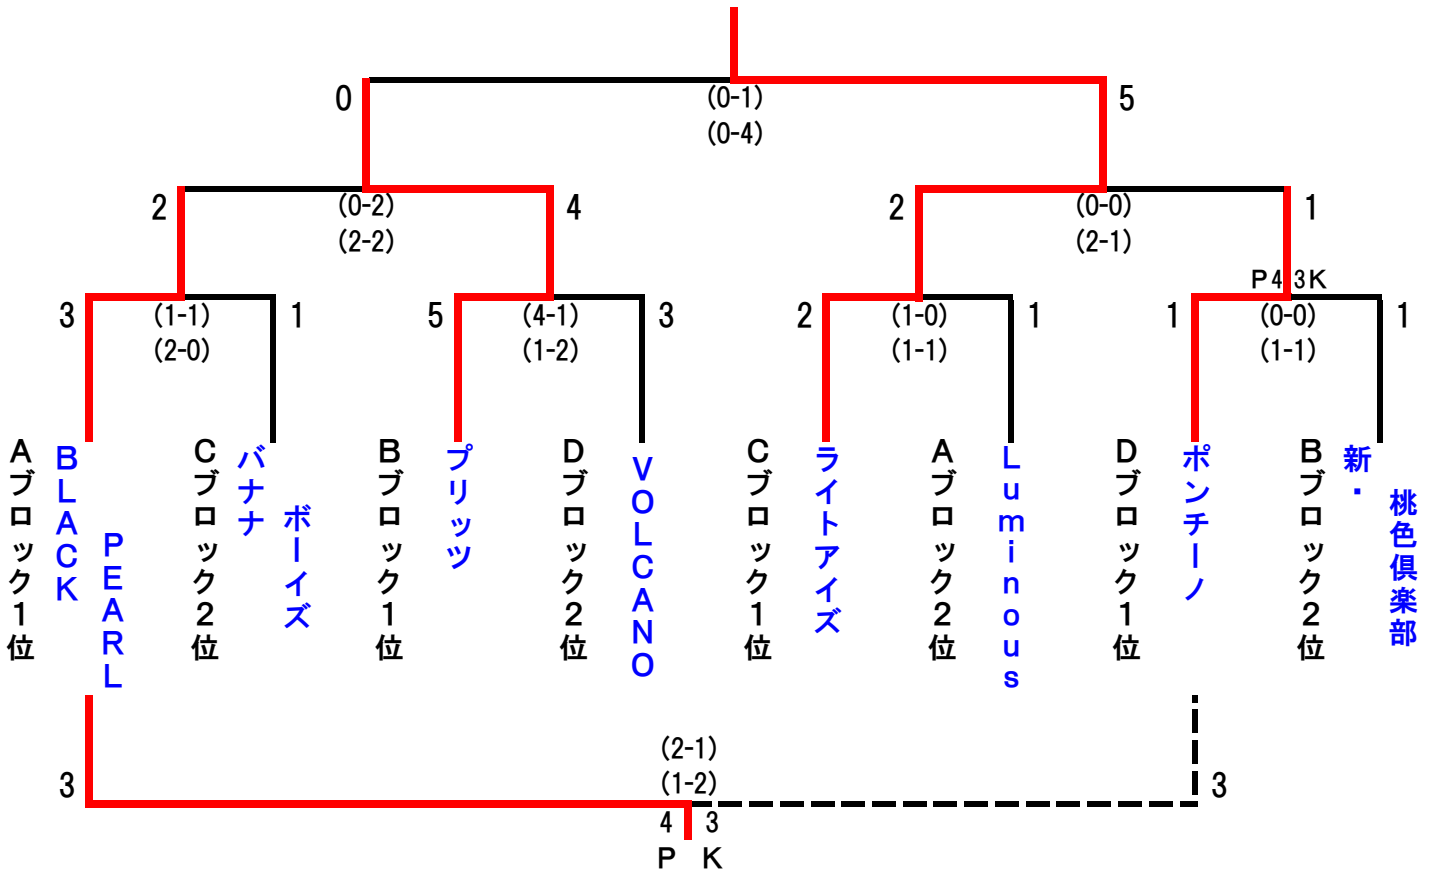 0
(0-1)
5
(0-4)
2
(0-2)
4
2
(0-0)
1
(2-2)
(2-1)
P 4 3 K
3
(1-1)
1
5
(4-1)
3
2
(1-0)
1
1
(0-0)
1
(2-0)
(1-2)
(1-1)
(1-1)
Aブロック1位
BLACK
PEARL
Cブロック2位
バナナ
ボーイズ
Bブロック1位
プリッツ
Dブロック2位
VOLCANO
Cブロック1位
ライトアイズ
Aブロック2位
Luminous
Dブロック1位
ポンチーノ
Bブロック2位
新・
桃色倶楽部
(2-1)
3
(1-2)
3
4 3
P K